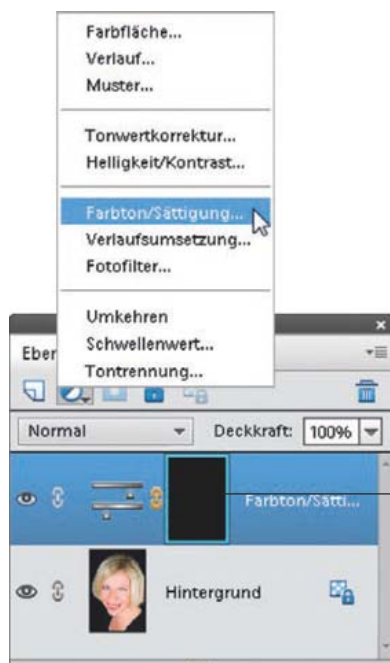 Farbfläche...
Verlauf...
Muster...
Tonwertkorrektur...
Helligkeit/Kontrast...
Farbton/Sättigung...
Verlaufsumsetzung...
Fotofilter...
Umkehren
Schwellenwert...
Tontrennung...
Eber
Normal Deckkraft: 100%
Farbton/Sätti...
Hintergrund